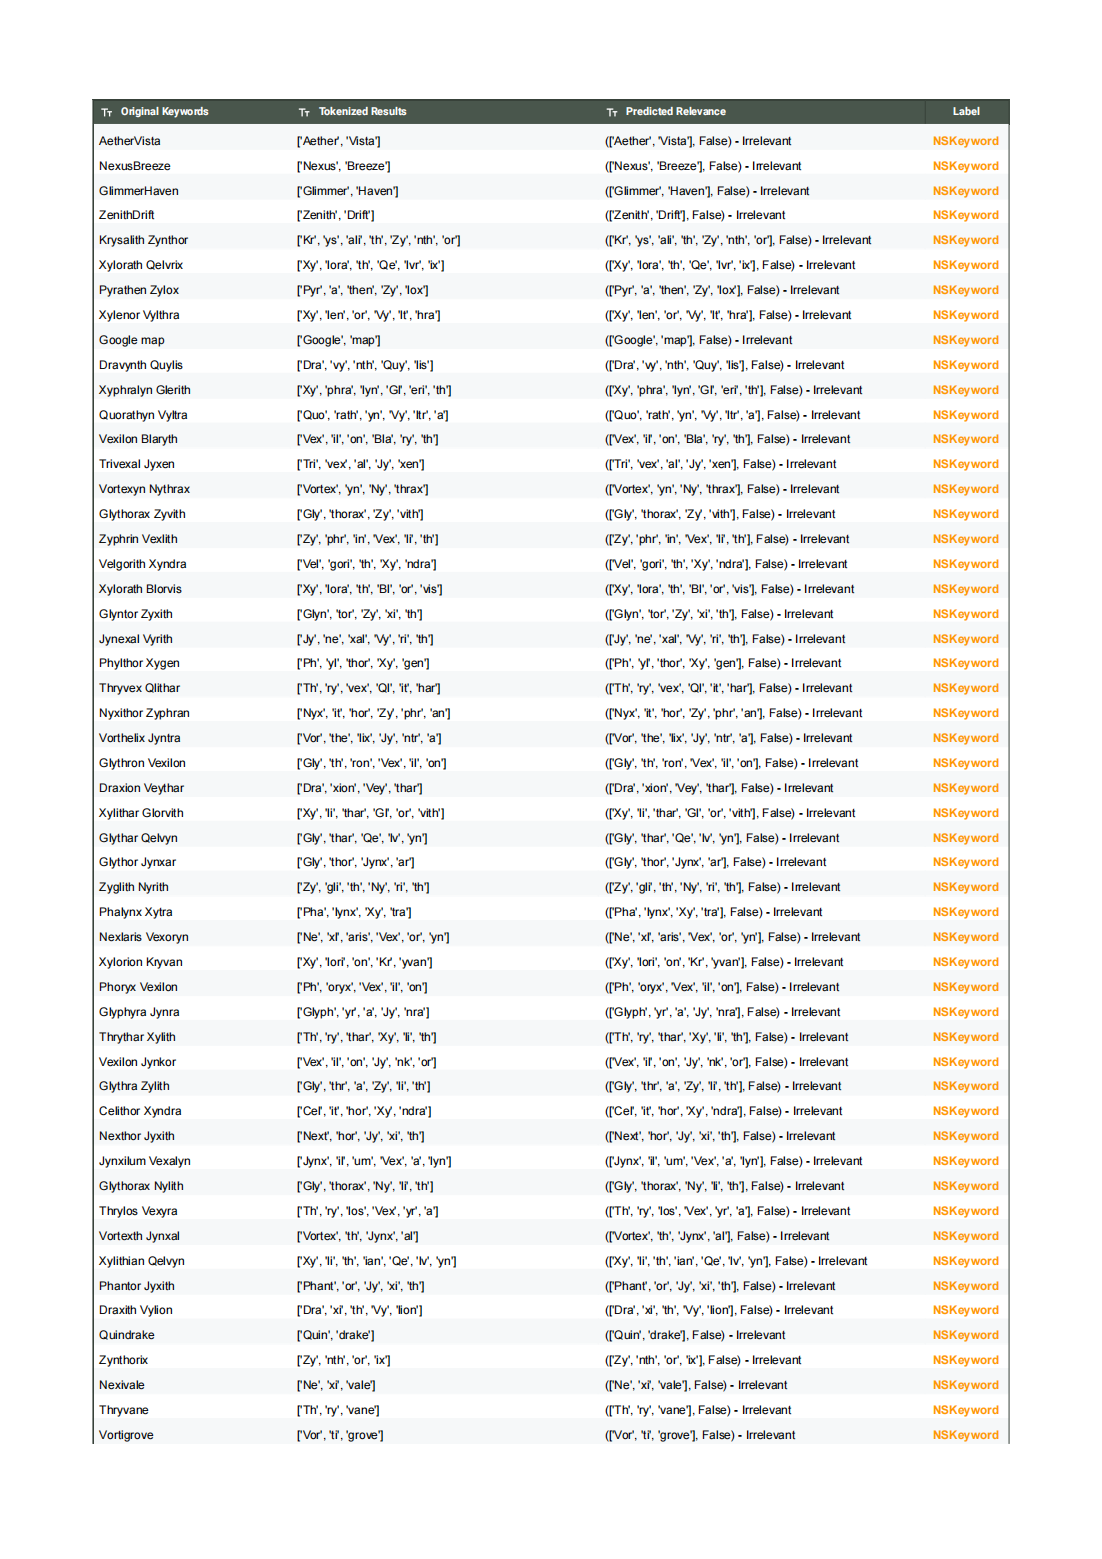 Tт Original Keywords Tт Tokenized Results Tт Predicted Relevance Label
AetherVista ['Aether', 'Vista'] (['Aether', 'Vista'], False) - Irrelevant NSKeyword
NexusBreeze ['Nexus', 'Breeze'] (['Nexus', 'Breeze'], False) - Irrelevant NSKeyword
GlimmerHaven ['Glimmer', 'Haven'] (['Glimmer', 'Haven'], False) - Irrelevant NSKeyword
ZenithDrift ['Zenith', 'Drift'] (['Zenith', 'Drift'], False) - Irrelevant NSKeyword
Krysalith Zynthor ['Kr', 'ys', 'ali', 'th', 'Zy', 'nth', 'or'] (['Kr', 'ys', 'ali', 'th', 'Zy', 'nth', 'or'], False) - Irrelevant NSKeyword
Xylorath Qelvrix ['Xy', 'lora', 'th', 'Qe', 'lvr', 'ix'] (['Xy', 'lora', 'th', 'Qe', 'lvr', 'ix'], False) - Irrelevant NSKeyword
Pyrathen Zylox ['Pyr', 'a', 'then', 'Zy', 'lox'] (['Pyr', 'a', 'then', 'Zy', 'lox'], False) - Irrelevant NSKeyword
Xylenor Vylthra ['Xy', 'len', 'or', 'Vy', 'lt', 'hra'] (['Xy', 'len', 'or', 'Vy', 'lt', 'hra'], False) - Irrelevant NSKeyword
Google map ['Google', 'map'] (['Google', 'map'], False) - Irrelevant NSKeyword
Dravynth Quylis ['Dra', 'vy', 'nth', 'Quy', 'lis'] (['Dra', 'vy', 'nth', 'Quy', 'lis'], False) - Irrelevant NSKeyword
Xyphralyn Glerith ['Xy', 'phra', 'lyn', 'Gl', 'eri', 'th'] (['Xy', 'phra', 'lyn', 'Gl', 'eri', 'th'], False) - Irrelevant NSKeyword
Quorathyn Vyltra ['Quo', 'rath', 'yn', 'Vy', 'ltr', 'a'] (['Quo', 'rath', 'yn', 'Vy', 'ltr', 'a'], False) - Irrelevant NSKeyword
Vexilon Blaryth ['Vex', 'il', 'on', 'Bla', 'ry', 'th'] (['Vex', 'il', 'on', 'Bla', 'ry', 'th'], False) - Irrelevant NSKeyword
Trivexal Jyxen ['Tri', 'vex', 'al', 'Jy', 'xen'] (['Tri', 'vex', 'al', 'Jy', 'xen'], False) - Irrelevant NSKeyword
Vortexyn Nythrax ['Vortex', 'yn', 'Ny', 'thrax'] (['Vortex', 'yn', 'Ny', 'thrax'], False) - Irrelevant NSKeyword
Glythorax Zyvith ['Gly', 'thorax', 'Zy', 'vith'] (['Gly', 'thorax', 'Zy', 'vith'], False) - Irrelevant NSKeyword
Zyphrin Vexlith ['Zy', 'phr', 'in', 'Vex', 'li', 'th'] (['Zy', 'phr', 'in', 'Vex', 'li', 'th'], False) - Irrelevant NSKeyword
Velgorith Xyndra ['Vel', 'gori', 'th', 'Xy', 'ndra'] (['Vel', 'gori', 'th', 'Xy', 'ndra'], False) - Irrelevant NSKeyword
Xylorath Blorvis ['Xy', 'lora', 'th', 'Bl', 'or', 'vis'] (['Xy', 'lora', 'th', 'Bl', 'or', 'vis'], False) - Irrelevant NSKeyword
Glyntor Zyxith ['Glyn', 'tor', 'Zy', 'xi', 'th'] (['Glyn', 'tor', 'Zy', 'xi', 'th'], False) - Irrelevant NSKeyword
Jynexal Vyrith ['Jy', 'ne', 'xal', 'Vy', 'ri', 'th'] (['Jy', 'ne', 'xal', 'Vy', 'ri', 'th'], False) - Irrelevant NSKeyword
Phylthor Xygen ['Ph', 'yl', 'thor', 'Xy', 'gen'] (['Ph', 'yl', 'thor', 'Xy', 'gen'], False) - Irrelevant NSKeyword
Thryvex Qlithar ['Th', 'ry', 'vex', 'Ql', 'it', 'har'] (['Th', 'ry', 'vex', 'Ql', 'it', 'har'], False) - Irrelevant NSKeyword
Nyxithor Zyphran ['Nyx', 'it', 'hor', 'Zy', 'phr', 'an'] (['Nyx', 'it', 'hor', 'Zy', 'phr', 'an'], False) - Irrelevant NSKeyword
Vorthelix Jyntra ['Vor', 'the', 'lix', 'Jy', 'ntr', 'a'] (['Vor', 'the', 'lix', 'Jy', 'ntr', 'a'], False) - Irrelevant NSKeyword
Glythron Vexilon ['Gly', 'th', 'ron', 'Vex', 'il', 'on'] (['Gly', 'th', 'ron', 'Vex', 'il', 'on'], False) - Irrelevant NSKeyword
Draxion Veythar ['Dra', 'xion', 'Vey', 'thar'] (['Dra', 'xion', 'Vey', 'thar'], False) - Irrelevant NSKeyword
Xylithar Glorvith ['Xy', 'li', 'thar', 'Gl', 'or', 'vith'] (['Xy', 'li', 'thar', 'Gl', 'or', 'vith'], False) - Irrelevant NSKeyword
Glythar Qelvyn ['Gly', 'thar', 'Qe', 'lv', 'yn'] (['Gly', 'thar', 'Qe', 'lv', 'yn'], False) - Irrelevant NSKeyword
Glythor Jynxar ['Gly', 'thor', 'Jynx', 'ar'] (['Gly', 'thor', 'Jynx', 'ar'], False) - Irrelevant NSKeyword
Zyglith Nyrith ['Zy', 'gli', 'th', 'Ny', 'ri', 'th'] (['Zy', 'gli', 'th', 'Ny', 'ri', 'th'], False) - Irrelevant NSKeyword
Phalynx Xytra ['Pha', 'lynx', 'Xy', 'tra'] (['Pha', 'lynx', 'Xy', 'tra'], False) - Irrelevant NSKeyword
Nexlaris Vexoryn ['Ne', 'xl', 'aris', 'Vex', 'or', 'yn'] (['Ne', 'xl', 'aris', 'Vex', 'or', 'yn'], False) - Irrelevant NSKeyword
Xylorion Kryvan ['Xy', 'lori', 'on', 'Kr', 'yvan'] (['Xy', 'lori', 'on', 'Kr', 'yvan'], False) - Irrelevant NSKeyword
Phoryx Vexilon ['Ph', 'oryx', 'Vex', 'il', 'on'] (['Ph', 'oryx', 'Vex', 'il', 'on'], False) - Irrelevant NSKeyword
Glyphyra Jynra ['Glyph', 'yr', 'a', 'Jy', 'nra'] (['Glyph', 'yr', 'a', 'Jy', 'nra'], False) - Irrelevant NSKeyword
Thrythar Xylith ['Th', 'ry', 'thar', 'Xy', 'li', 'th'] (['Th', 'ry', 'thar', 'Xy', 'li', 'th'], False) - Irrelevant NSKeyword
Vexilon Jynkor ['Vex', 'il', 'on', 'Jy', 'nk', 'or'] (['Vex', 'il', 'on', 'Jy', 'nk', 'or'], False) - Irrelevant NSKeyword
Glythra Zylith ['Gly', 'thr', 'a', 'Zy', 'li', 'th'] (['Gly', 'thr', 'a', 'Zy', 'li', 'th'], False) - Irrelevant NSKeyword
Celithor Xyndra ['Cel', 'it', 'hor', 'Xy', 'ndra'] (['Cel', 'it', 'hor', 'Xy', 'ndra'], False) - Irrelevant NSKeyword
Nexthor Jyxith ['Next', 'hor', 'Jy', 'xi', 'th'] (['Next', 'hor', 'Jy', 'xi', 'th'], False) - Irrelevant NSKeyword
Jynxilum Vexalyn ['Jynx', 'il', 'um', 'Vex', 'a', 'lyn'] (['Jynx', 'il', 'um', 'Vex', 'a', 'lyn'], False) - Irrelevant NSKeyword
Glythorax Nylith ['Gly', 'thorax', 'Ny', 'li', 'th'] (['Gly', 'thorax', 'Ny', 'li', 'th'], False) - Irrelevant NSKeyword
Thrylos Vexyra ['Th', 'ry', 'los', 'Vex', 'yr', 'a'] (['Th', 'ry', 'los', 'Vex', 'yr', 'a'], False) - Irrelevant NSKeyword
Vortexth Jynxal ['Vortex', 'th', 'Jynx', 'al'] (['Vortex', 'th', 'Jynx', 'al'], False) - Irrelevant NSKeyword
Xylithian Qelvyn ['Xy', 'li', 'th', 'ian', 'Qe', 'lv', 'yn'] (['Xy', 'li', 'th', 'ian', 'Qe', 'lv', 'yn'], False) - Irrelevant NSKeyword
Phantor Jyxith ['Phant', 'or', 'Jy', 'xi', 'th'] (['Phant', 'or', 'Jy', 'xi', 'th'], False) - Irrelevant NSKeyword
Draxith Vylion ['Dra', 'xi', 'th', 'Vy', 'lion'] (['Dra', 'xi', 'th', 'Vy', 'lion'], False) - Irrelevant NSKeyword
Quindrake ['Quin', 'drake'] (['Quin', 'drake'], False) - Irrelevant NSKeyword
Zynthorix ['Zy', 'nth', 'or', 'ix'] (['Zy', 'nth', 'or', 'ix'], False) - Irrelevant NSKeyword
Nexivale ['Ne', 'xi', 'vale'] (['Ne', 'xi', 'vale'], False) - Irrelevant NSKeyword
Thryvane ['Th', 'ry', 'vane'] (['Th', 'ry', 'vane'], False) - Irrelevant NSKeyword
Vortigrove ['Vor', 'ti', 'grove'] (['Vor', 'ti', 'grove'], False) - Irrelevant NSKeyword